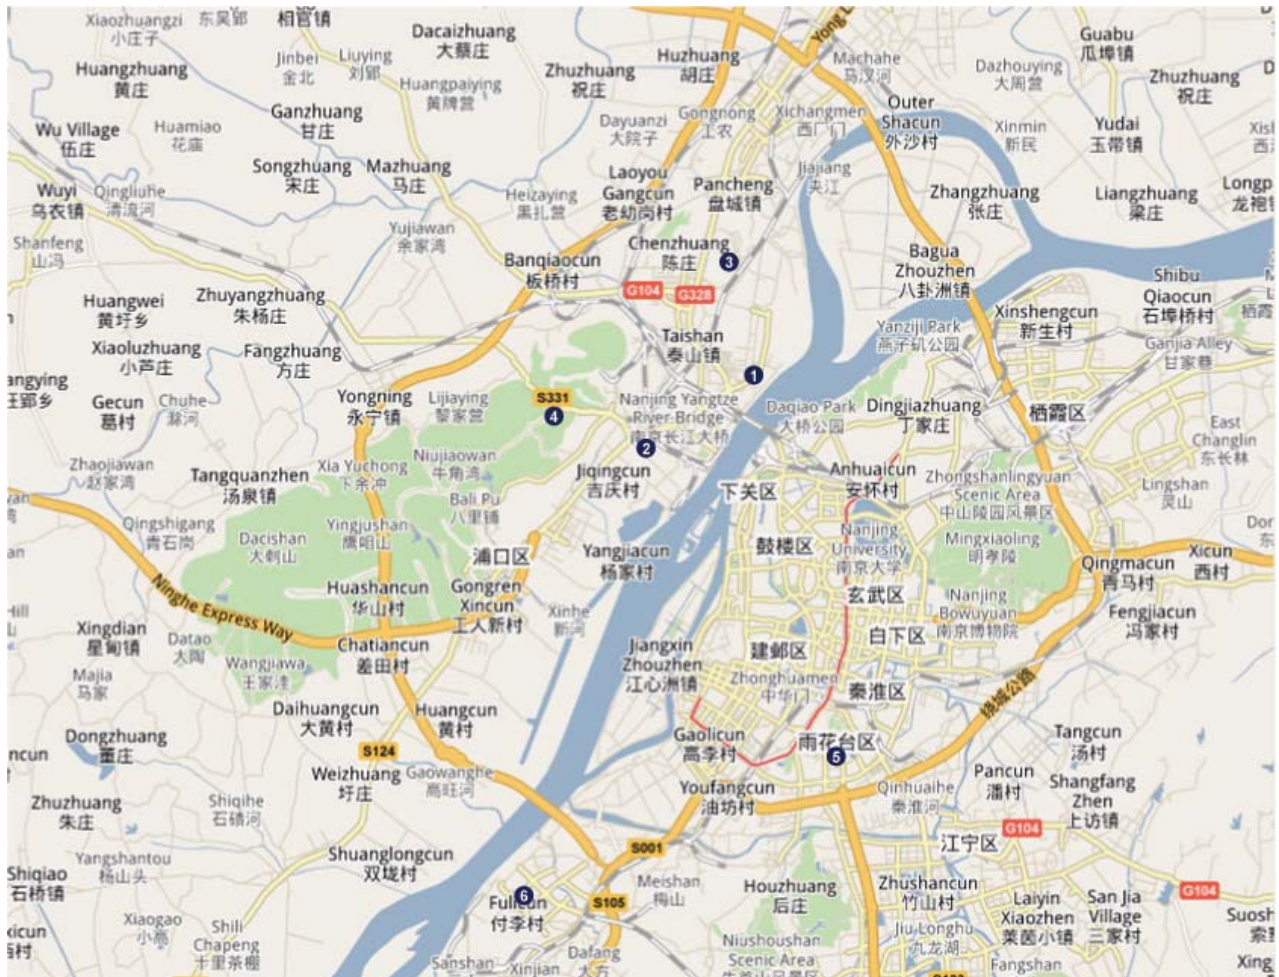 Xiaozhuangzi
小庄子
东吴郢
相官镇
Dacaizhuang
大蔡庄
Jinbei
金北
Liuying
刘郢
Huangzhuang
黄庄
Huangpaiying
黄牌营
Zhuzhuang
祝庄
Huzhuang
胡庄
Yong L
Machahe
马汊河
Dazhouying
大周营
Guabu
瓜埠镇
Zhuzhuang
祝庄
Wu Village
伍庄
Huamiao
花庙
Ganzhuang
甘庄
Dayuanzi
大院子
Gongnong
工农
Xichangmen
西厂门
Outer
Shacun
外沙村
Xinmin
新民
Yudai
玉带镇
Songzhuang
宋庄
Mazhuang
马庄
Jiajiang
夹江
Wuyi
乌衣镇
Qingliuhe
清流河
Heizaying
黑扎营
Laoyou
Gangcun
老幼岗村
Pancheng
盘城镇
Zhangzhuang
张庄
Liangzhuang
梁庄
Longp
龙袍
Shanfeng
山冯
Yujiawan
余家湾
Banqiaocun
板桥村
Chenzhuang
陈庄
3
G104
G328
Bagua
Zhouzhen
八卦洲镇
Shibu
Qiaocun
石埠桥村
栖霞
Huangwei
黄圩乡
Zhuyangzhuang
朱杨庄
Xinshengcun
新生村
Yanziji Park
燕子矶公园
Ganjia Alley
甘家巷
Xiaoluzhuang
小芦庄
Fangzhuang
方庄
Taishan
泰山镇
1
angying
Gecun
葛村
Chuhe
滁河
Yongning
永宁镇
Lijiaying
黎家营
S331
4
Nanjing Yangtze
River Bridge
南京长江大桥
2
Daqiao Park
大桥公园
Dingjiazhuang
丁家庄
栖霞区
East
Changlin
东长林
Zhaojiawan
赵家湾
Tangquanzhen
汤泉镇
Xia Yuchong
下余冲
Niujiaowan
牛角湾
Jiqingcun
吉庆村
Anhuaicun
安怀村
Zhongshanlingyuan
Scenic Area
中山陵园风景区
Lingshan
灵山
下关区
Bali Pu
八里铺
Qingshigang
青石岗
Yingjushan
鹰咀山
Dacishan
大刺山
浦口区
Yangjiacun
杨家村
鼓楼区
Nanjing
University
南京大学
Mingxiaoling
明孝陵
Qingmacun
青马村
Xicun
西村
Ninghe Express Way
Huashancun
华山村
Gongren
Xincun
工人新村
Xinhe
新河
玄武区
Nanjing
Bowuyuan
南京博物院
Fengjiacun
冯家村
Hill
Xingdian
星甸镇
Datao
大陶
Chatiancun
差田村
Jiangxin
Zhouzhen
江心洲镇
建邺区
白下区
Majia
马家
Wangjiawa
王家洼
Zhonghuamen
中华门
秦淮区
绕城公路
Daihuangcun
大黄村
Huangcun
黄村
Dongzhuang
董庄
ncun
S124
Gaolicun
高李村
雨花台区
5
Tangcun
汤村
Weizhuang
圩庄
Gaowanghe
高旺河
Youfangcun
油坊村
Qinhuaihe
秦淮河
Pancun
潘村
Shangfang
Zhen
上访镇
Zhuzhuang
朱庄
Shiqihe
石碛河
G104
江宁区
Yangshantou
杨山头
Shuanglongcun
双垅村
S001
Shiqiao
石桥镇
6
Fulicun
付李村
S105
Meishan
梅山
Houzhuang
后庄
Zhushancun
竹山村
Laiyin
Xiaozhen
莱茵小镇
San Jia
Village
三家村
G104
Xiaogao
小高
Shili
Chapeng
十里茶棚
Jiu Longhu
九龙湖
Suosh
Sanshan
Xinjian
Dafang
大方
Niushoushan
Scenic Area
Fangshan
Xing